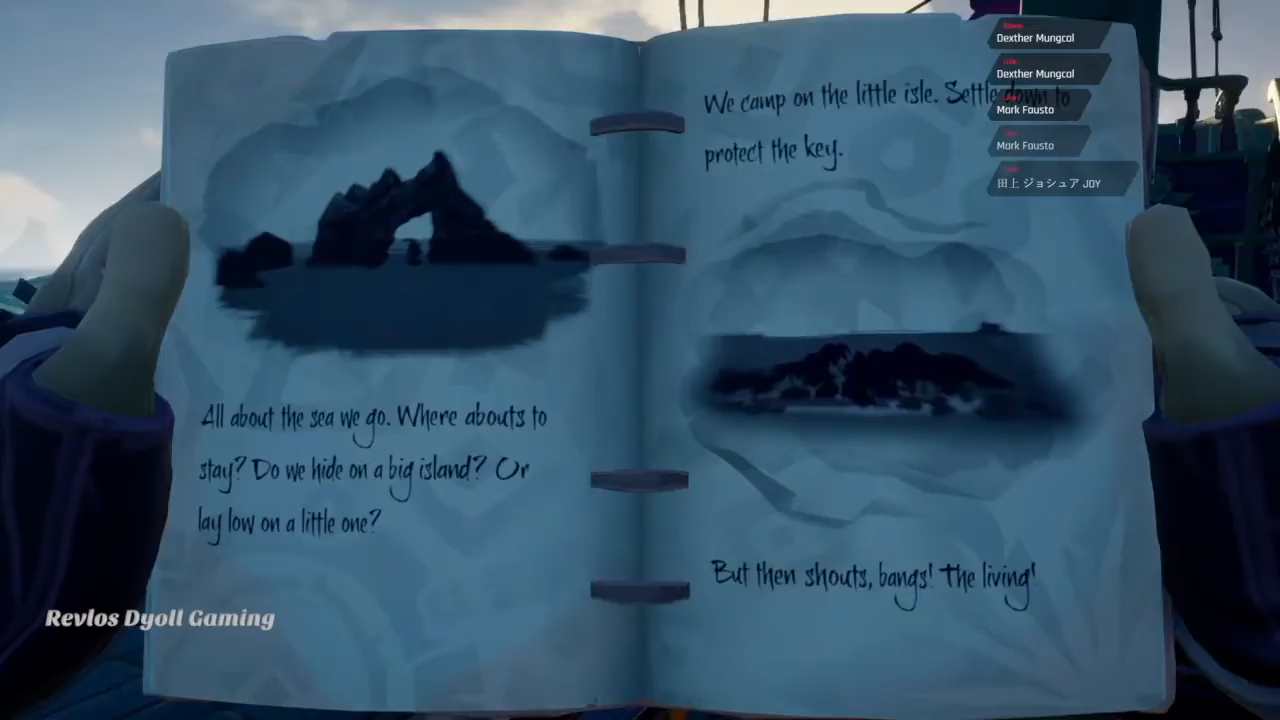 All about the sea we go. Where abouts to
stay? Do we hide on a big island? Or
lay low on a little one?
We camp on the little isle. Settle down to
protect the key.
But then shouts, bangs! The living!
Dexther Mungcal
Dexther Mungcal
Mark Fausto
Mark Fausto
田上 ジョシュア JOY
Revlos Dyoll Gaming